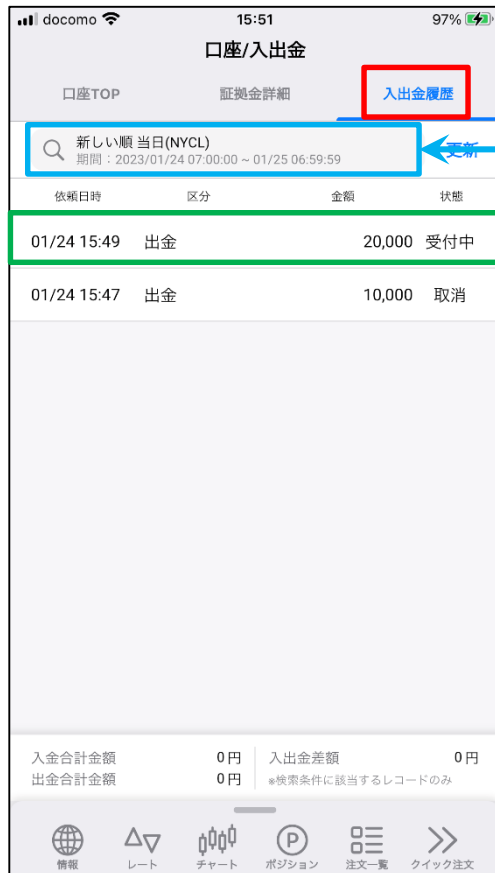 docomo 15:51 97%
口座/入出金
口座TOP 証拠金詳細 入出金履歴
新しい順 当日(NYCL)
期間：2023/01/24 07:00:00 ~ 01/25 06:59:59
更新
依頼日時 区分 金額 状態
01/24 15:49 出金 20,000 受付中
01/24 15:47 出金 10,000 取消
入金合計金額 0円 入出金差額 0円
出金合計金額 0円 ※検索条件に該当するレコードのみ
情報 レート チャート ポジション 注文一覧 クイック注文